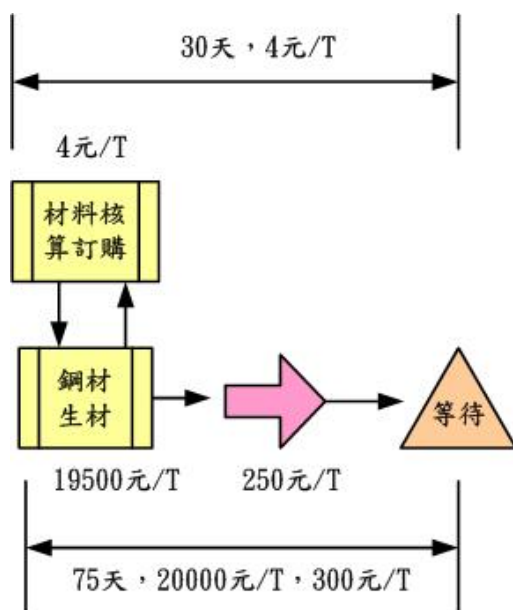 30天，4元/T
4元/T
材料核
算訂購
鋼材
生材
等待
19500元/T
250元/T
75天，20000元/T，300元/T